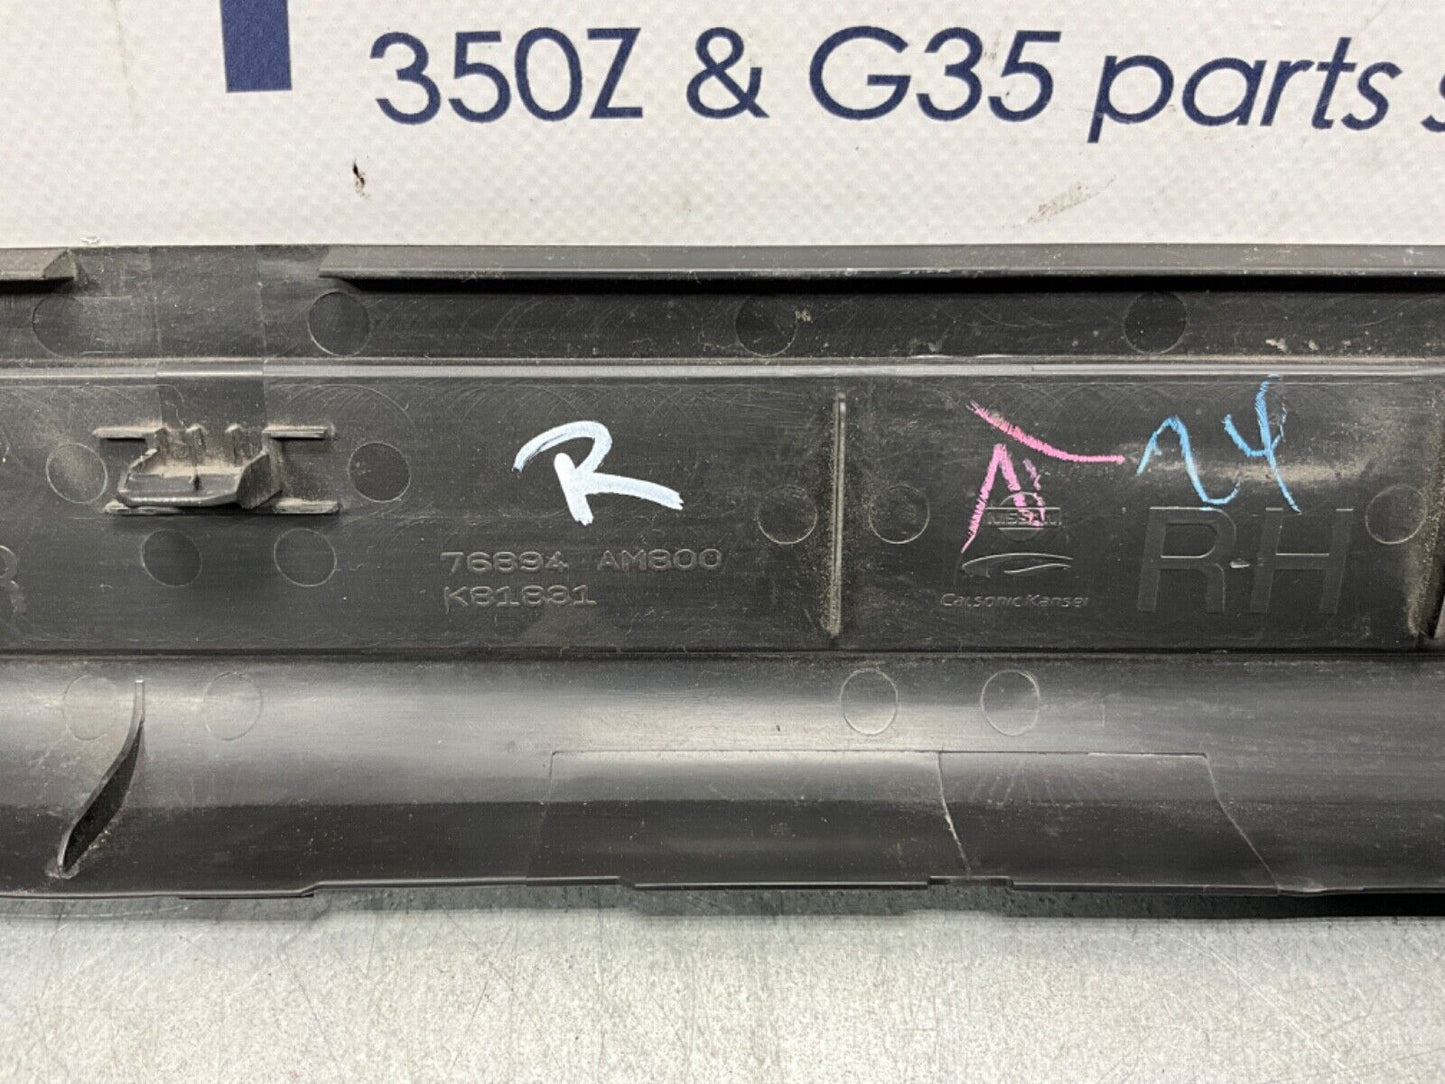 350Z & G35 parts
R
24
NISSAN
76894 AM800
K81831
Calsonic Kansei
RH